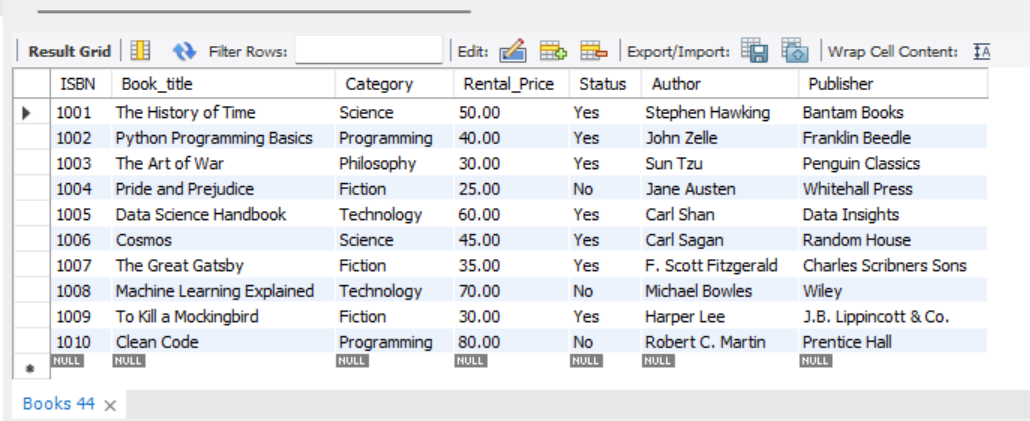 Result Grid Filter Rows: Edit: Export/Import: Wrap Cell Content: IA
ISBN Book_title Category Rental_Price Status Author Publisher
1001 The History of Time Science 50.00 Yes Stephen Hawking Bantam Books
1002 Python Programming Basics Programming 40.00 Yes John Zelle Franklin Beedle
1003 The Art of War Philosophy 30.00 Yes Sun Tzu Penguin Classics
1004 Pride and Prejudice Fiction 25.00 No Jane Austen Whitehall Press
1005 Data Science Handbook Technology 60.00 Yes Carl Shan Data Insights
1006 Cosmos Science 45.00 Yes Carl Sagan Random House
1007 The Great Gatsby Fiction 35.00 Yes F. Scott Fitzgerald Charles Scribners Sons
1008 Machine Learning Explained Technology 70.00 No Michael Bowles Wiley
1009 To Kill a Mockingbird Fiction 30.00 Yes Harper Lee J.B. Lippincott & Co.
1010 Clean Code Programming 80.00 No Robert C. Martin Prentice Hall
NULL NULL NULL NULL NULL NULL NULL
Books 44